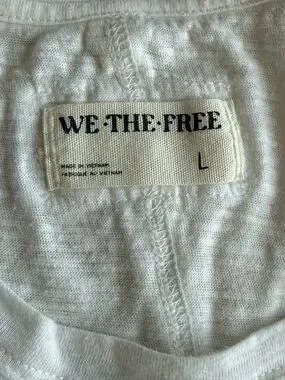 WE·THE·FREE
MADE IN VIETNAM
FABRIQUÉ AU VIETNAM
L